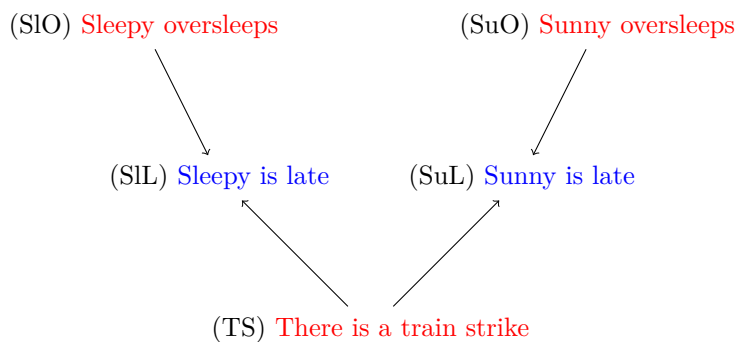 (SlO) Sleepy oversleeps
(SuO) Sunny oversleeps
(SlL) Sleepy is late
(SuL) Sunny is late
(TS) There is a train strike